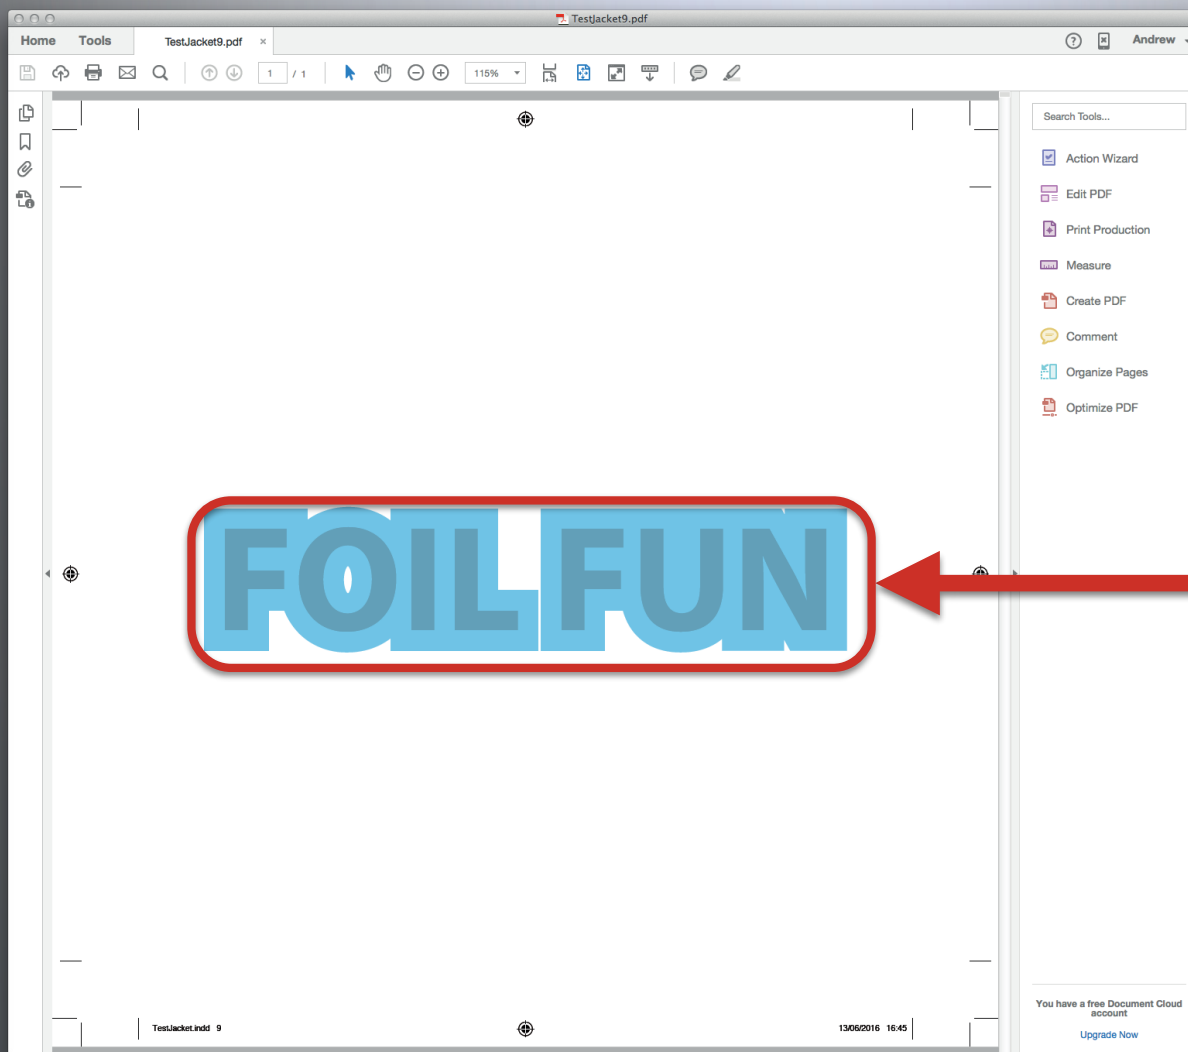 TestJacket9.pdf
Home Tools TestJacket9.pdf × Andrew
1 / 1 115%
Search Tools...
Action Wizard
Edit PDF
Print Production
Measure
Create PDF
Comment
Organize Pages
Optimize PDF
FOIL FUN
You have a free Document Cloud
account
Upgrade Now
TestJacket.indd 9 13/06/2016 16:45